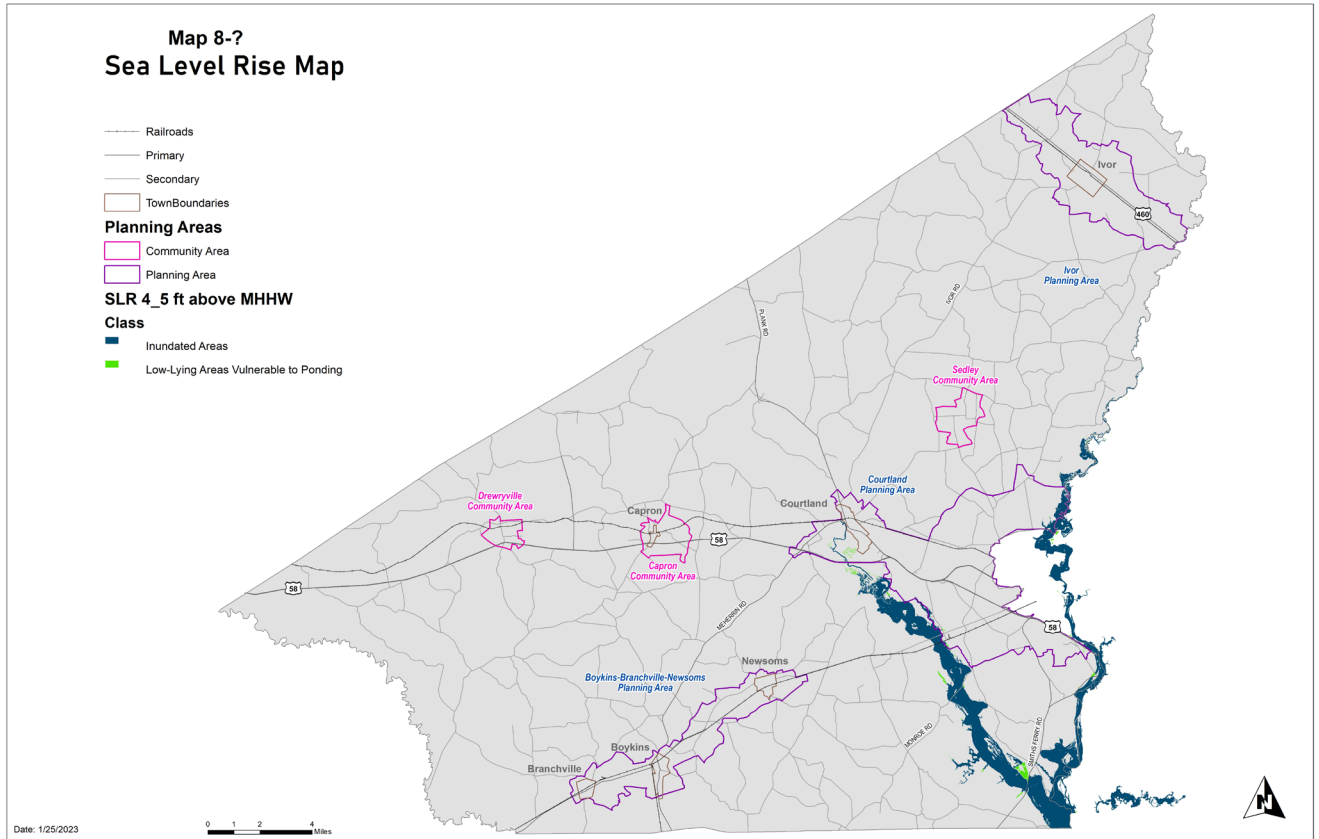 Map 8-?
Sea Level Rise Map
Railroads
Primary
Secondary
TownBoundaries
Planning Areas
Community Area
Planning Area
SLR 4_5 ft above MHHW
Class
Inundated Areas
Low-Lying Areas Vulnerable to Ponding
Ivor
460
Ivor
Planning Area
PLANK RD
IVOR RD
Sedley
Community Area
Courtland
Planning Area
Drewryville
Community Area
Capron
Courtland
58
Capron
Community Area
58
MEHERRIN RD
58
Newsoms
Boykins-Branchville-Newsoms
Planning Area
MONROE RD
SMITHS FERRY RD
Boykins
Branchville
N
Date: 1/25/2023
0 1 2 4
Miles